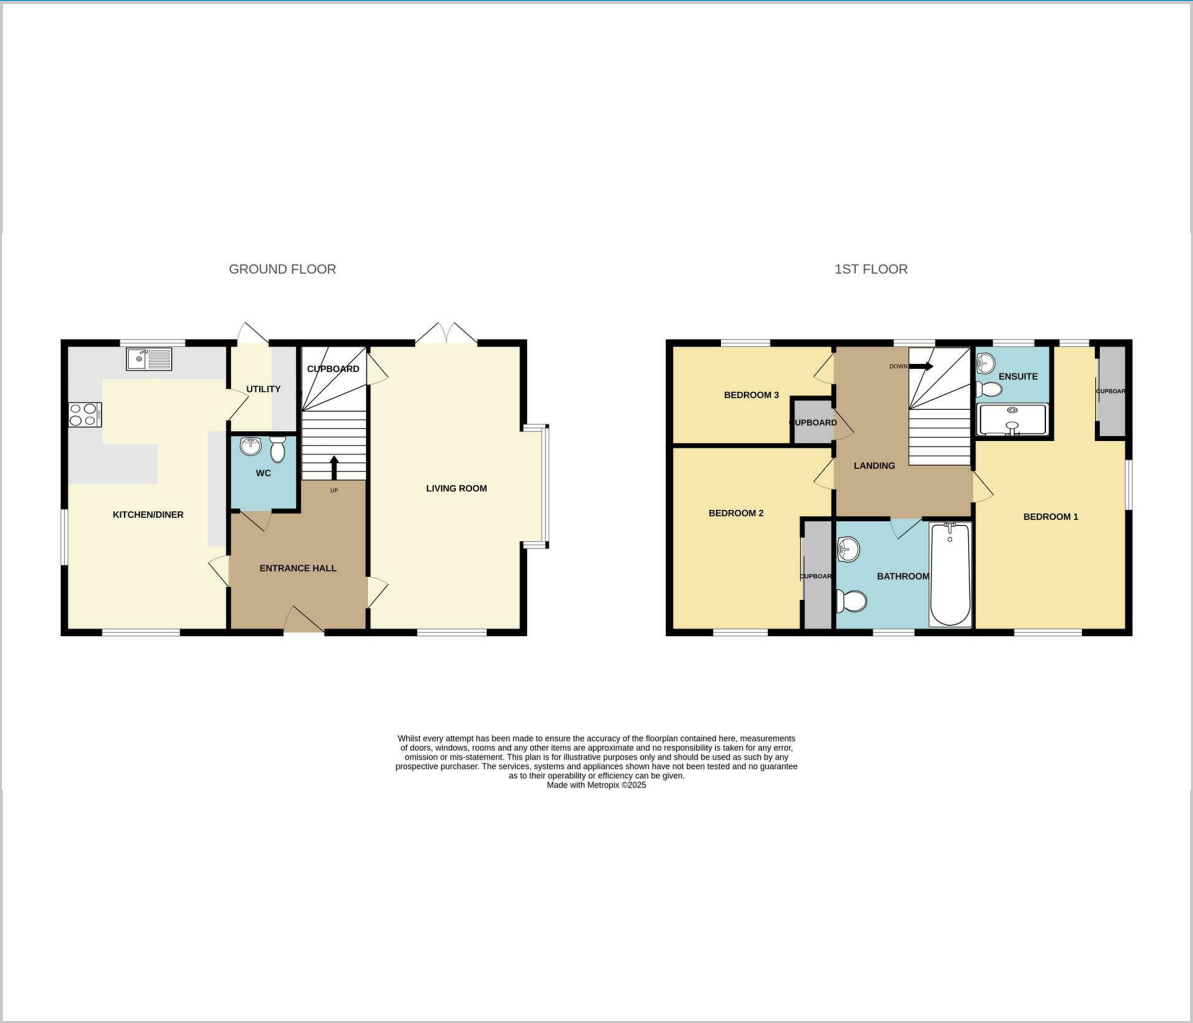 GROUND FLOOR
CUPBOARD
UTILITY
WC
UP
LIVING ROOM
KITCHEN/DINER
ENTRANCE HALL
1ST FLOOR
DOWN
ENSUITE
CUPBOAR
BEDROOM 3
CUPBOARD
LANDING
BEDROOM 2
BEDROOM 1
CUPBOAR
BATHROOM
Whilst every attempt has been made to ensure the accuracy of the floorplan contained here, measurements
of doors, windows, rooms and any other items are approximate and no responsibility is taken for any error,
omission or mis-statement. This plan is for illustrative purposes only and should be used as such by any
prospective purchaser. The services, systems and appliances shown have not been tested and no guarantee
as to their operability or efficiency can be given.
Made with Metropix ©2025